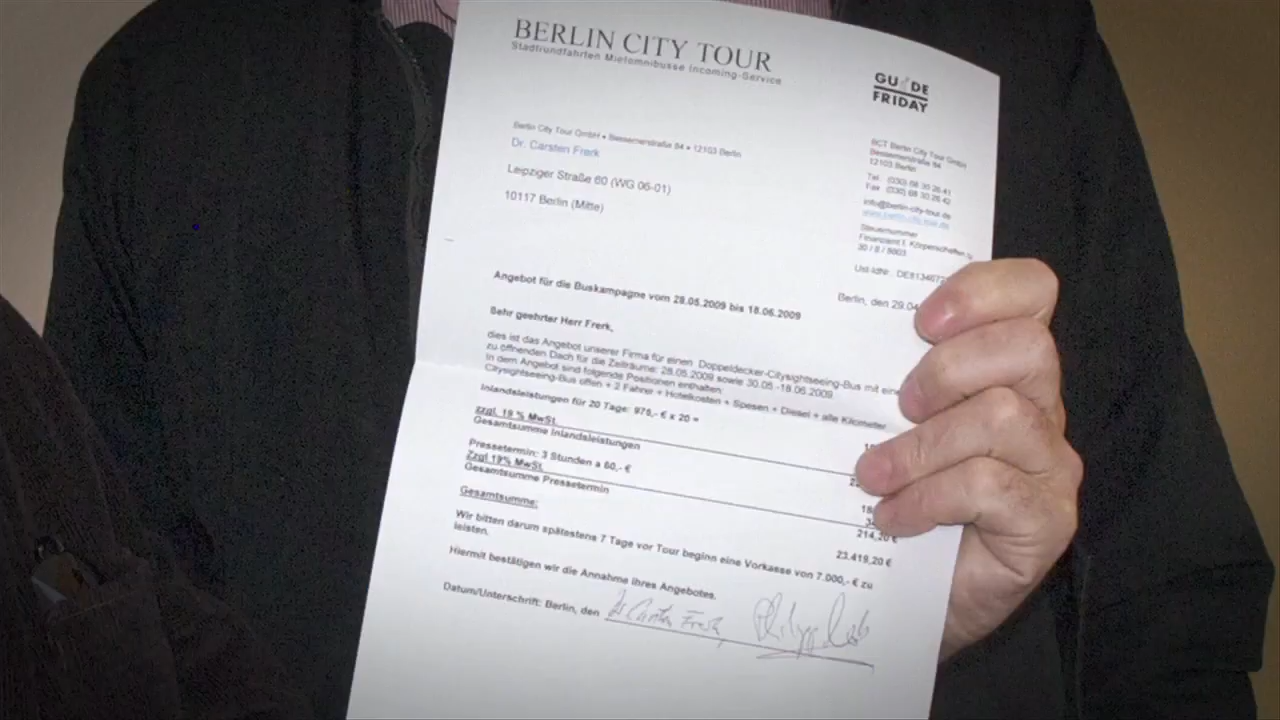 BERLIN CITY TOUR
Stadtrundfahrten Mietomnibusse Incoming-Service
GUIDE
FRIDAY
Berlin City Tour GmbH • Bessemerstraße 84 • 12103 Berlin
Dr. Carsten Frerk
Leipziger Straße 60 (WG 06-01)
10117 Berlin (Mitte)
BCT Berlin City Tour GmbH
Bessemerstraße 84
12103 Berlin
Tel. (030) 68 30 26 41
Fax (030) 68 30 26 42
info@berlin-city-tour.de
www.berlin-city-tour.de
Steuernummer
Finanzamt f. Körperschaften
30 / 8 /
Ust-IdNr.
Berlin, den 29.04
Angebot für die Buskampagne vom 28.05.2009 bis 18.06.2009
Sehr geehrter Herr Frerk,
dies ist das Angebot unserer Firma für einen Doppeldecker-Citysightseeing-Bus mit
zu öffnenden Dach für die Zeiträume: 28.05.2009 sowie 30.05.-18.06.2009
In dem Angebot sind folgende Positionen enthalten:
Citysightseeing-Bus offen + 2 Fahrer + Hotelkosten + Spesen + Diesel + alle Kilometer
Inlandsleistungen für 20 Tage: 975,- € x 20 =
zzgl. 19 % MwSt.
Gesamtsumme Inlandsleistungen
Pressetermin: 3 Stunden a 60,- €
Zzgl.19% MwSt.
Gesamtsumme Pressetermin
214,20 €
Gesamtsumme:
23.419,20 €
Wir bitten darum spätestens 7 Tage vor Tour beginn eine Vorkasse von 7.000,- € zu
leisten.
Hiermit bestätigen wir die Annahme Ihres Angebotes.
Datum/Unterschrift: Berlin, den Dr Carsten Frerk